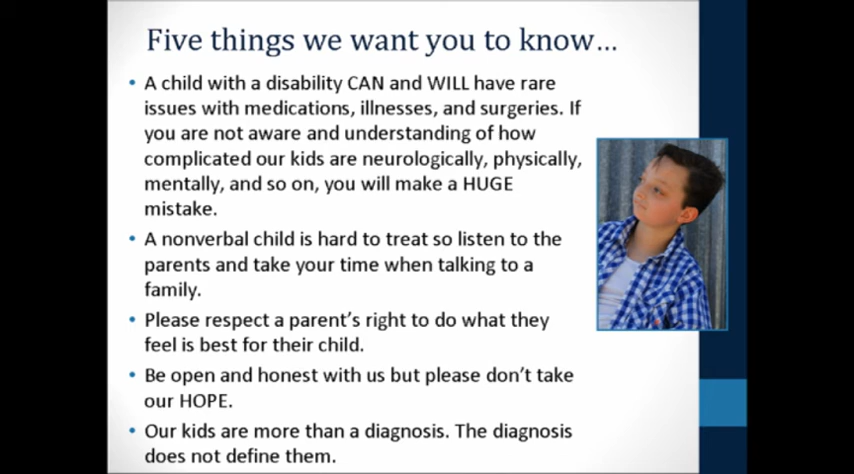 Five things we want you to know…
• A child with a disability CAN and WILL have rare
issues with medications, illnesses, and surgeries. If
you are not aware and understanding of how
complicated our kids are neurologically, physically,
mentally, and so on, you will make a HUGE
mistake.
• A nonverbal child is hard to treat so listen to the
parents and take your time when talking to a
family.
• Please respect a parent’s right to do what they
feel is best for their child.
• Be open and honest with us but please don’t take
our HOPE.
• Our kids are more than a diagnosis. The diagnosis
does not define them.